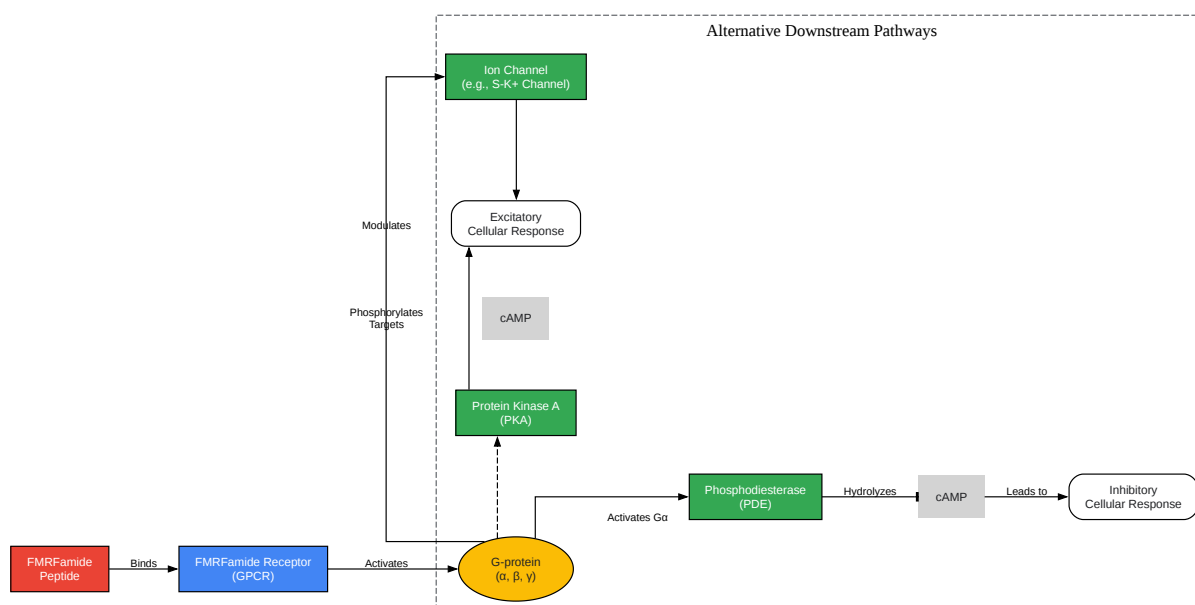 Alternative Downstream Pathways
Ion Channel
(e.g., S-K+ Channel)
Modulates
Excitatory
Cellular Response
Phosphorylates
Targets
cAMP
Protein Kinase A
(PKA)
Phosphodiesterase
(PDE)
Hydrolyzes
cAMP
Leads to
Inhibitory
Cellular Response
Activates Gα
FMRFamide
Peptide
Binds
FMRFamide Receptor
(GPCR)
Activates
G-protein
(α, β, γ)